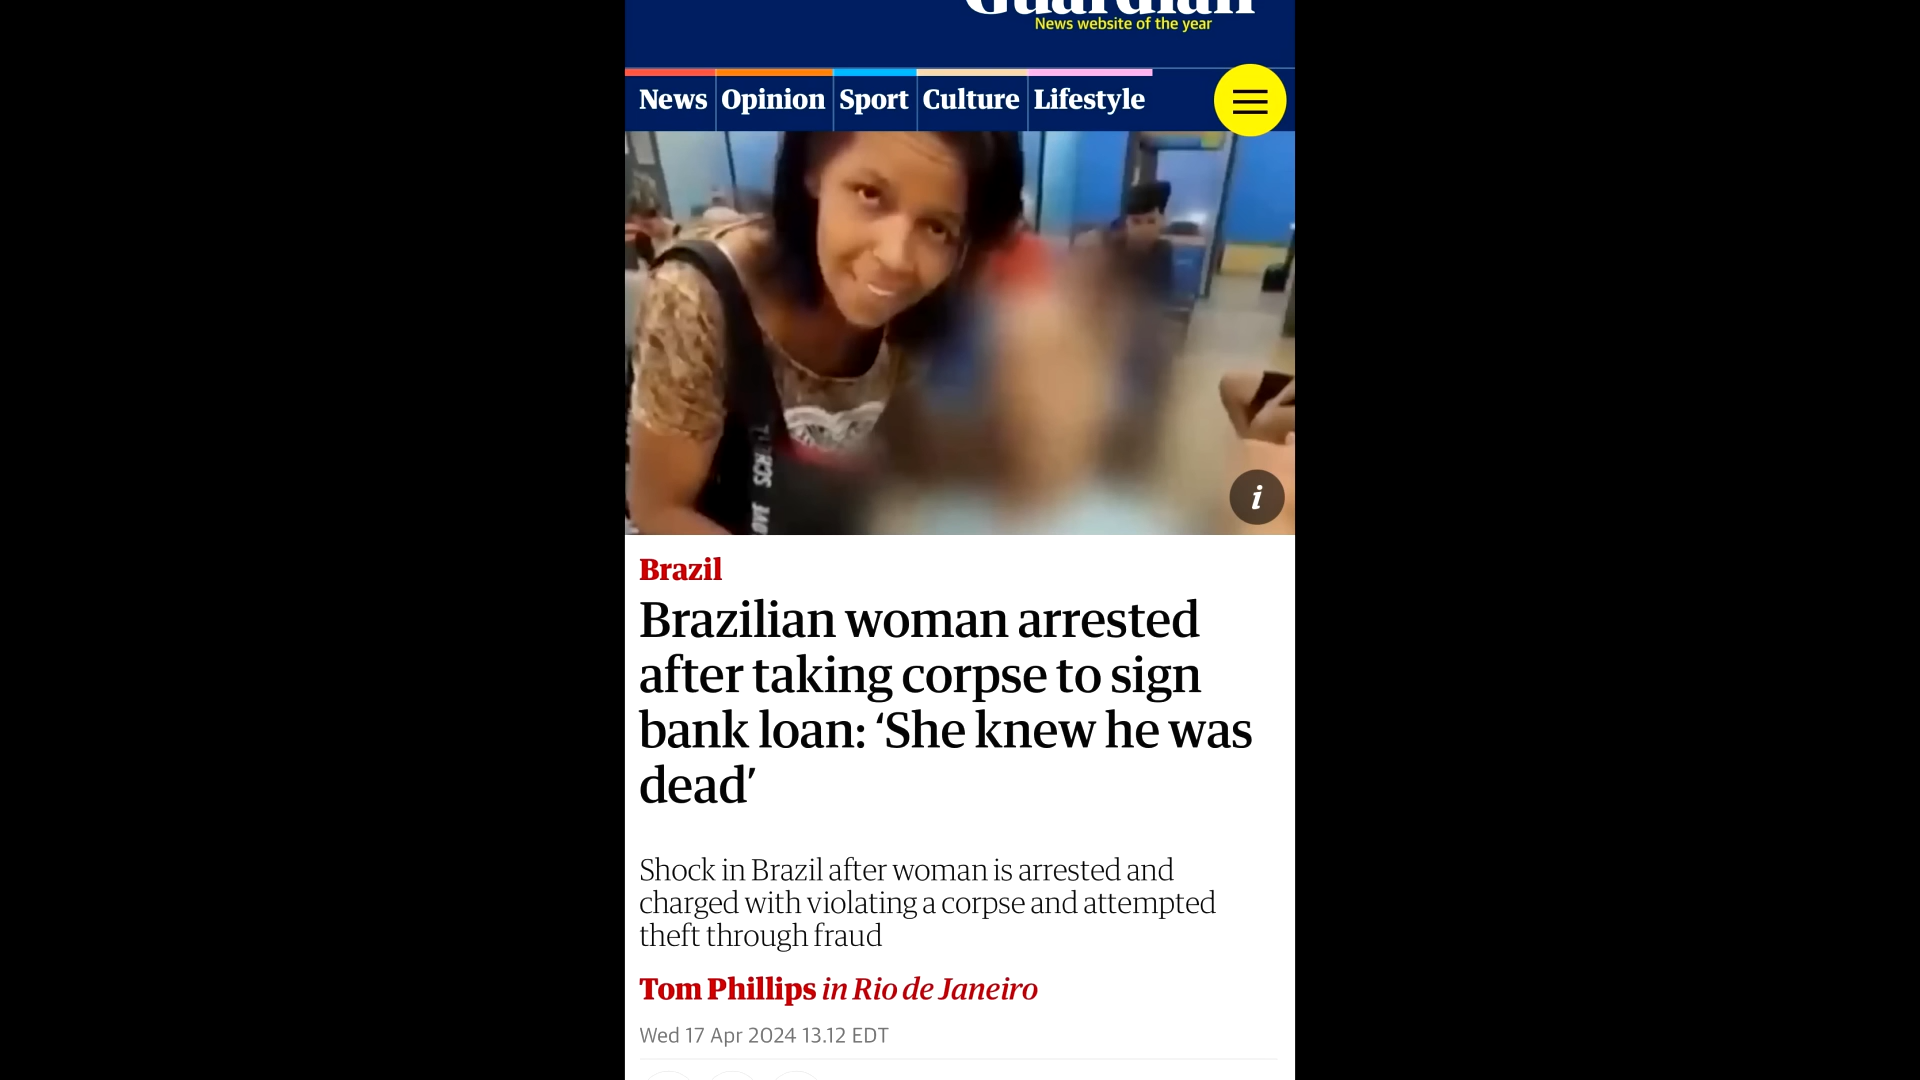 Guardian
News website of the year
News Opinion Sport Culture Lifestyle
SCR
i
Brazil
Brazilian woman arrested
after taking corpse to sign
bank loan: ‘She knew he was
dead’
Shock in Brazil after woman is arrested and
charged with violating a corpse and attempted
theft through fraud
Tom Phillips in Rio de Janeiro
Wed 17 Apr 2024 13.12 EDT